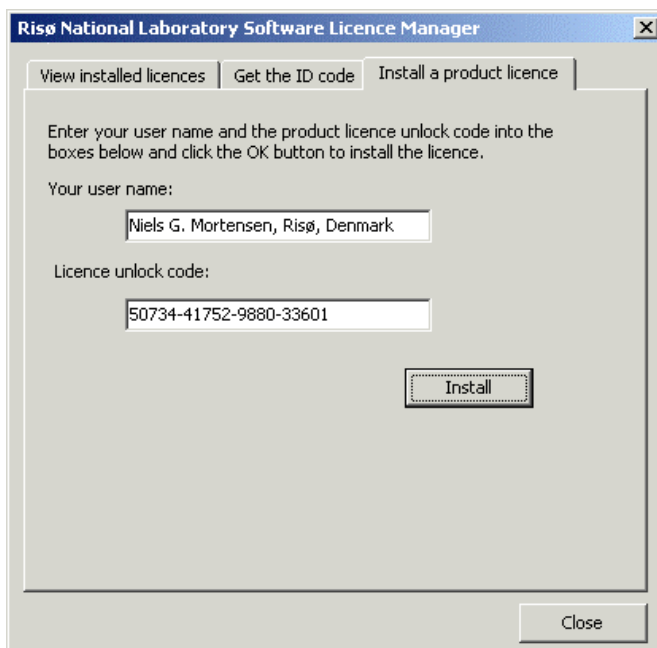 Risø National Laboratory Software Licence Manager
View installed licences
Get the ID code
Install a product licence
Enter your user name and the product licence unlock code into the
boxes below and click the OK button to install the licence.
Your user name:
Niels G. Mortensen, Risø, Denmark
Licence unlock code:
50734-41752-9880-33601
Install
Close